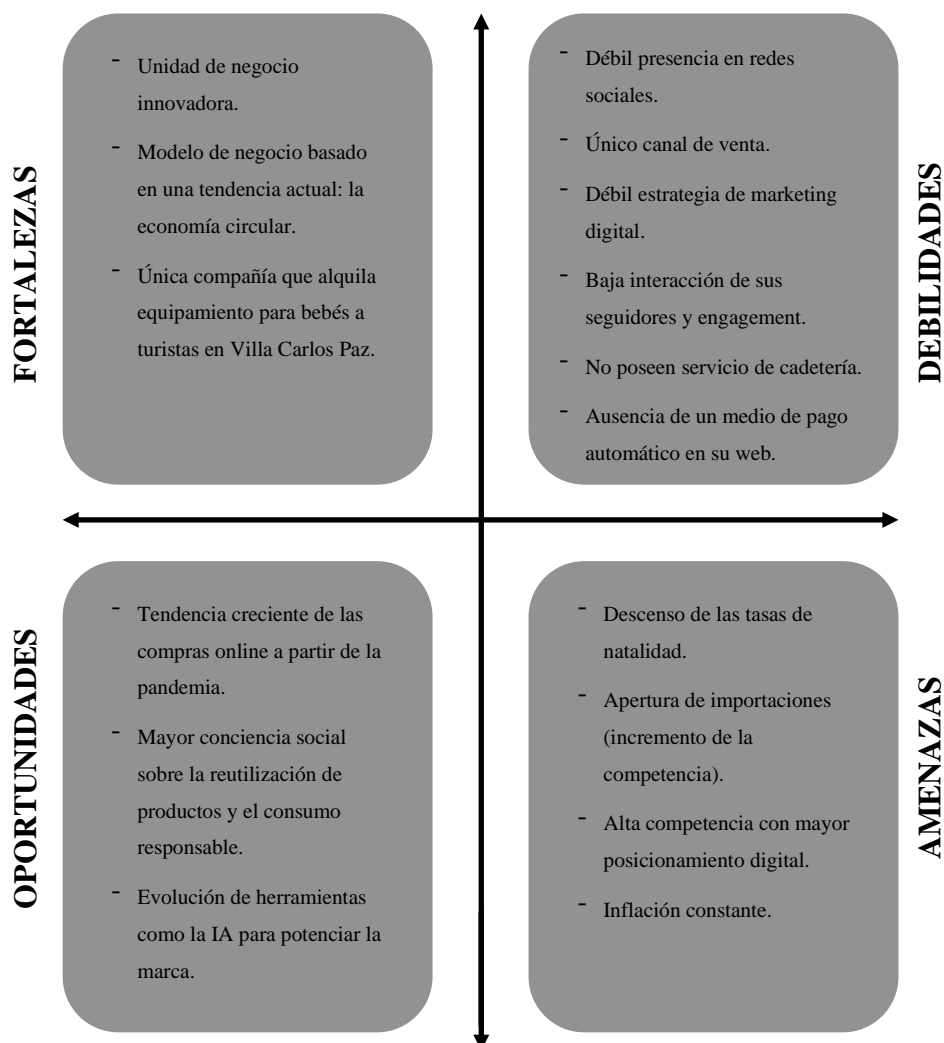 FORTALEZAS
- Unidad de negocio
innovadora.
- Modelo de negocio basado
en una tendencia actual: la
economía circular.
- Única compañía que alquila
equipamiento para bebés a
turistas en Villa Carlos Paz.
DEBILIDADES
- Débil presencia en redes
sociales.
- Único canal de venta.
- Débil estrategia de marketing
digital.
- Baja interacción de sus
seguidores y engagement.
- No poseen servicio de cadetería.
- Ausencia de un medio de pago
automático en su web.
OPORTUNIDADES
- Tendencia creciente de las
compras online a partir de la
pandemia.
- Mayor conciencia social
sobre la reutilización de
productos y el consumo
responsable.
- Evolución de herramientas
como la IA para potenciar la
marca.
AMENAZAS
- Descenso de las tasas de
natalidad.
- Apertura de importaciones
(incremento de la
competencia).
- Alta competencia con mayor
posicionamiento digital.
- Inflación constante.